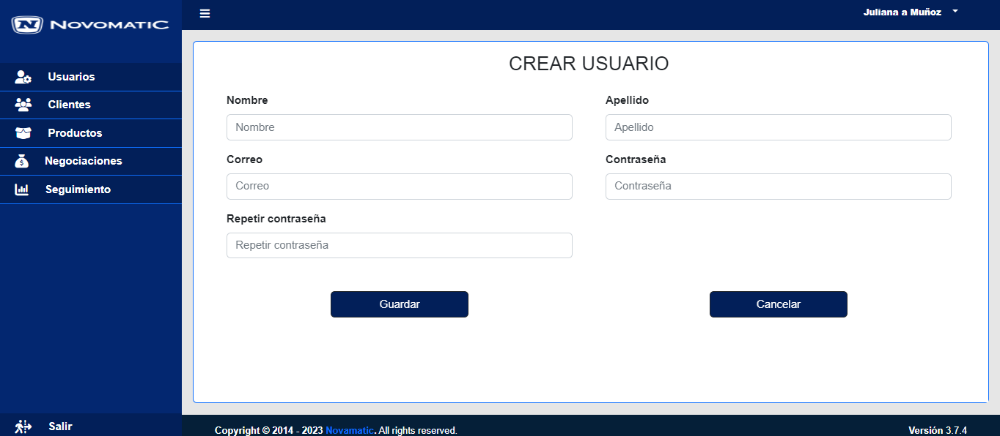 NOVOMATIC
Juliana a Muñoz
Usuarios
Clientes
Productos
Negociaciones
Seguimiento
Salir
CREAR USUARIO
Nombre
Nombre
Apellido
Apellido
Correo
Correo
Contraseña
Contraseña
Repetir contraseña
Repetir contraseña
Guardar
Cancelar
Copyright © 2014 - 2023 Novamatic. All rights reserved.
Versión 3.7.4